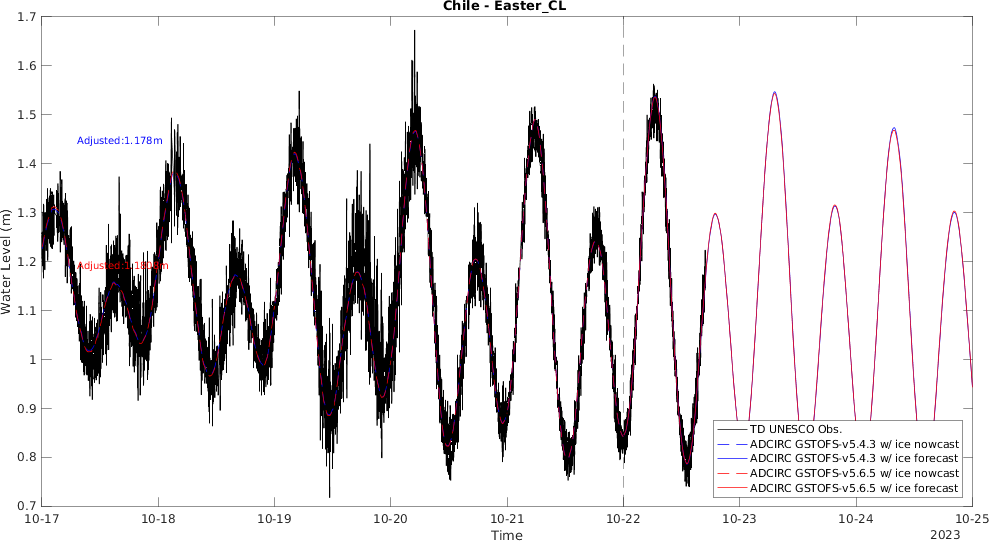 Chile - Easter_CL
1.7
1.6
1.5
1.4
1.3
1.2
1.1
1
0.9
0.8
0.7
Water Level (m)
Adjusted:1.178m
TD UNESCO Obs.
ADCIRC GSTOFS-v5.4.3 w/ ice nowcast
ADCIRC GSTOFS-v5.4.3 w/ ice forecast
ADCIRC GSTOFS-v5.6.5 w/ ice nowcast
ADCIRC GSTOFS-v5.6.5 w/ ice forecast
10-17 10-18 10-19 10-20 10-21 10-22 10-23 10-24 10-25
Time
2023